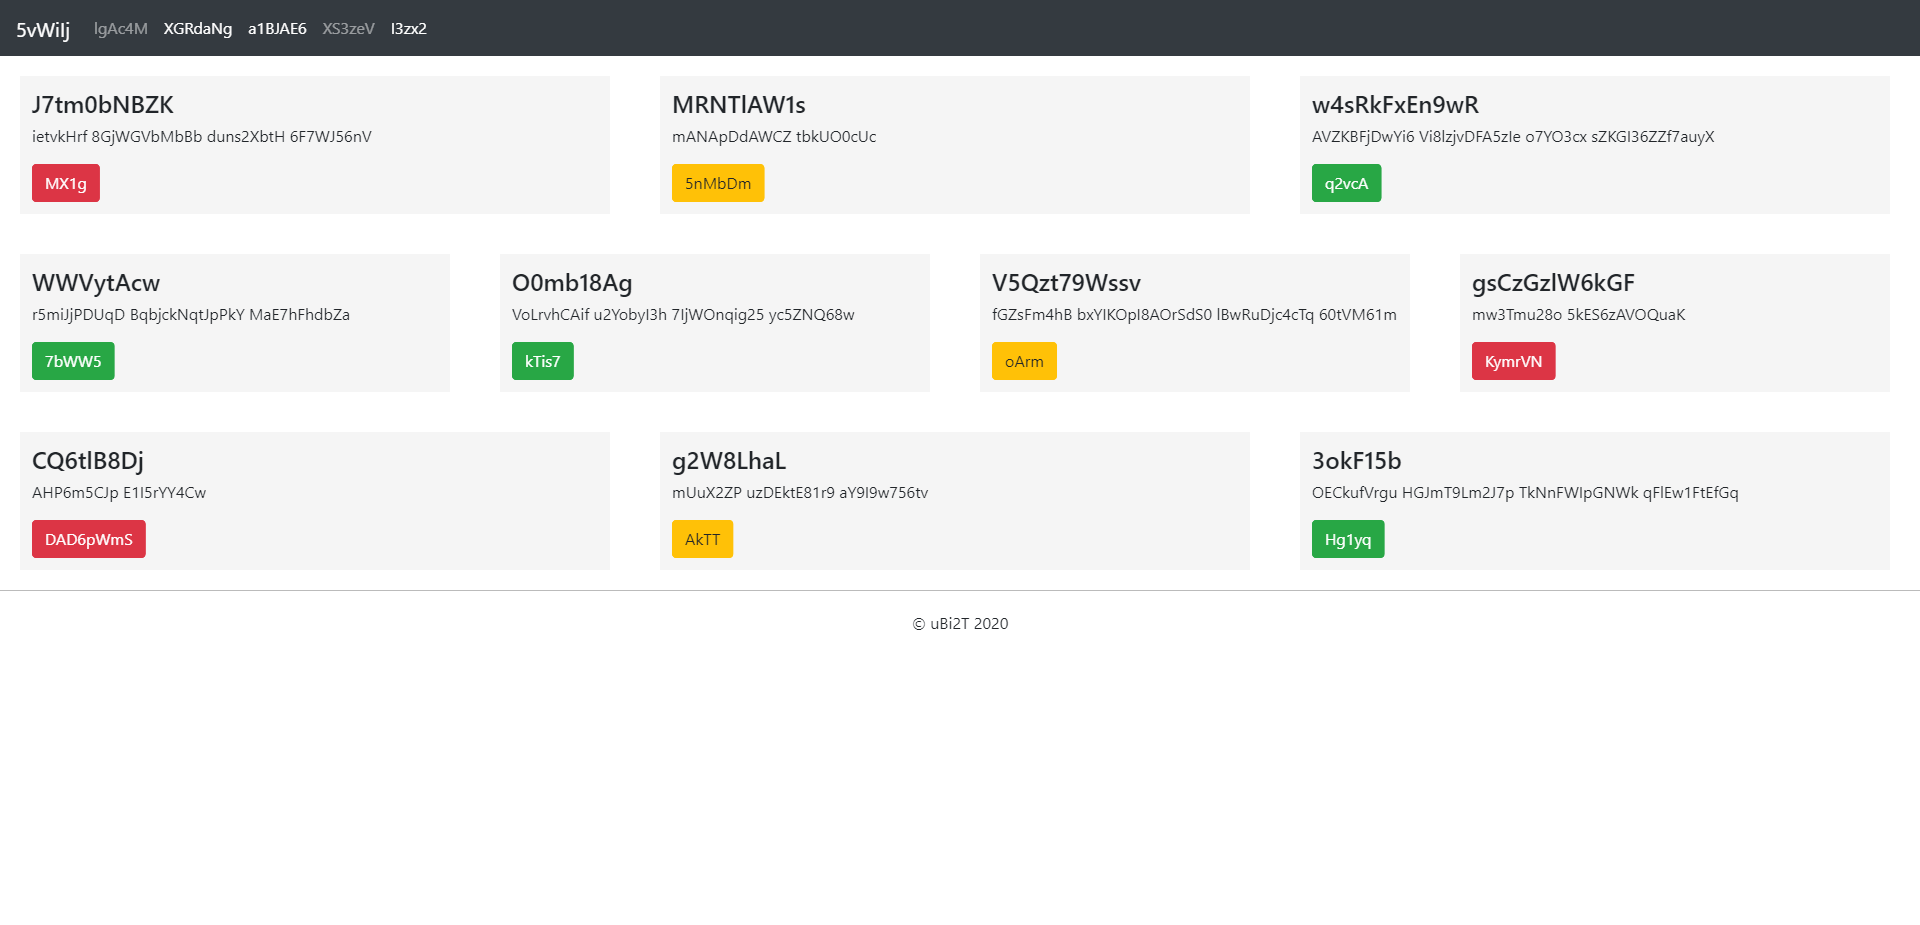 5vWilj lgAc4M XGRdaNg a1BJAE6 XS3zeV I3zx2
J7tm0bNBZK
ietvkHrf 8GjWGVbMbBb duns2XbtH 6F7WJ56nV
MX1g
MRNTlAW1s
mANApDdAWCZ tbkUO0cUc
5nMbDm
w4sRkFxEn9wR
AVZKBFjDwYi6 Vi8lzjvDFA5zIe o7YO3cx sZKGI36ZZf7auyX
q2vcA
WWVytAcw
r5miJjPDUqD BqbjckNqtJpPkY MaE7hFhdbZa
7bWW5
O0mb18Ag
VoLrvhCAif u2YobyI3h 7IjWOnqig25 yc5ZNQ68w
kTis7
V5Qzt79Wssv
fGZsFm4hB bxYIKOpI8AOrSdS0 lBwRuDjc4cTq 60tVM61m
oArm
gsCzGzlW6kGF
mw3Tmu28o 5kES6zAVOQuaK
KymrVN
CQ6tlB8Dj
AHP6m5CJp E1I5rYY4Cw
DAD6pWmS
g2W8LhaL
mUuX2ZP uzDEktE81r9 aY9I9w756tv
AkTT
3okF15b
OECkufVrgu HGJmT9Lm2J7p TkNnFWIpGNWk qFlEw1FtEfGq
Hg1yq
© uBi2T 2020